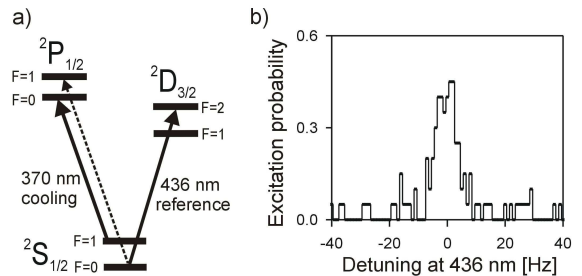 a)
²P₁/₂
F=1
F=0
²D₃/₂
F=2
F=1
370 nm
cooling
436 nm
reference
²S₁/₂
F=1
F=0
b)
Excitation probability
0.6
0.3
0.0
-40 -20 0 20 40
Detuning at 436 nm [Hz]